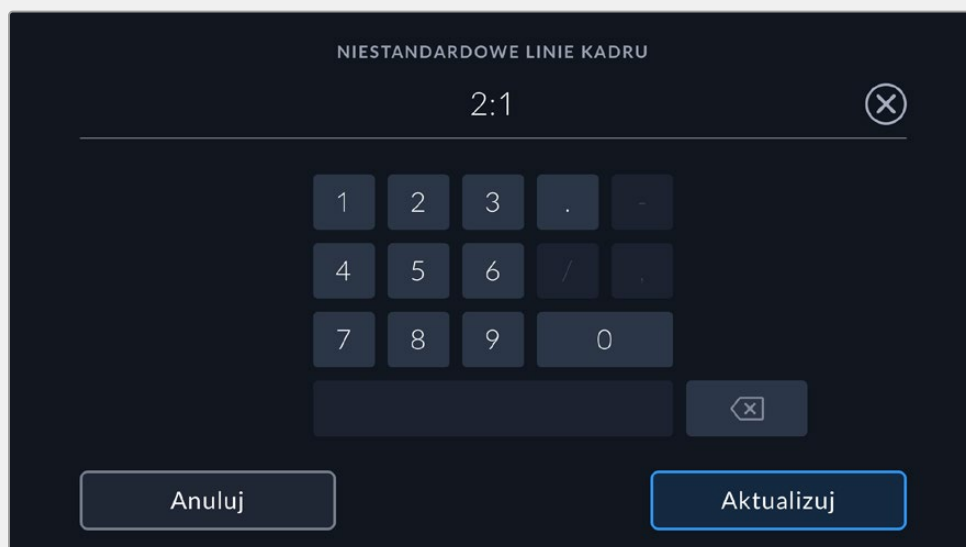 NIESTANDARDOWE LINIE KADRU
2:1
1 2 3 . -
4 5 6 / ,
7 8 9 0
Anuluj
Aktualizuj